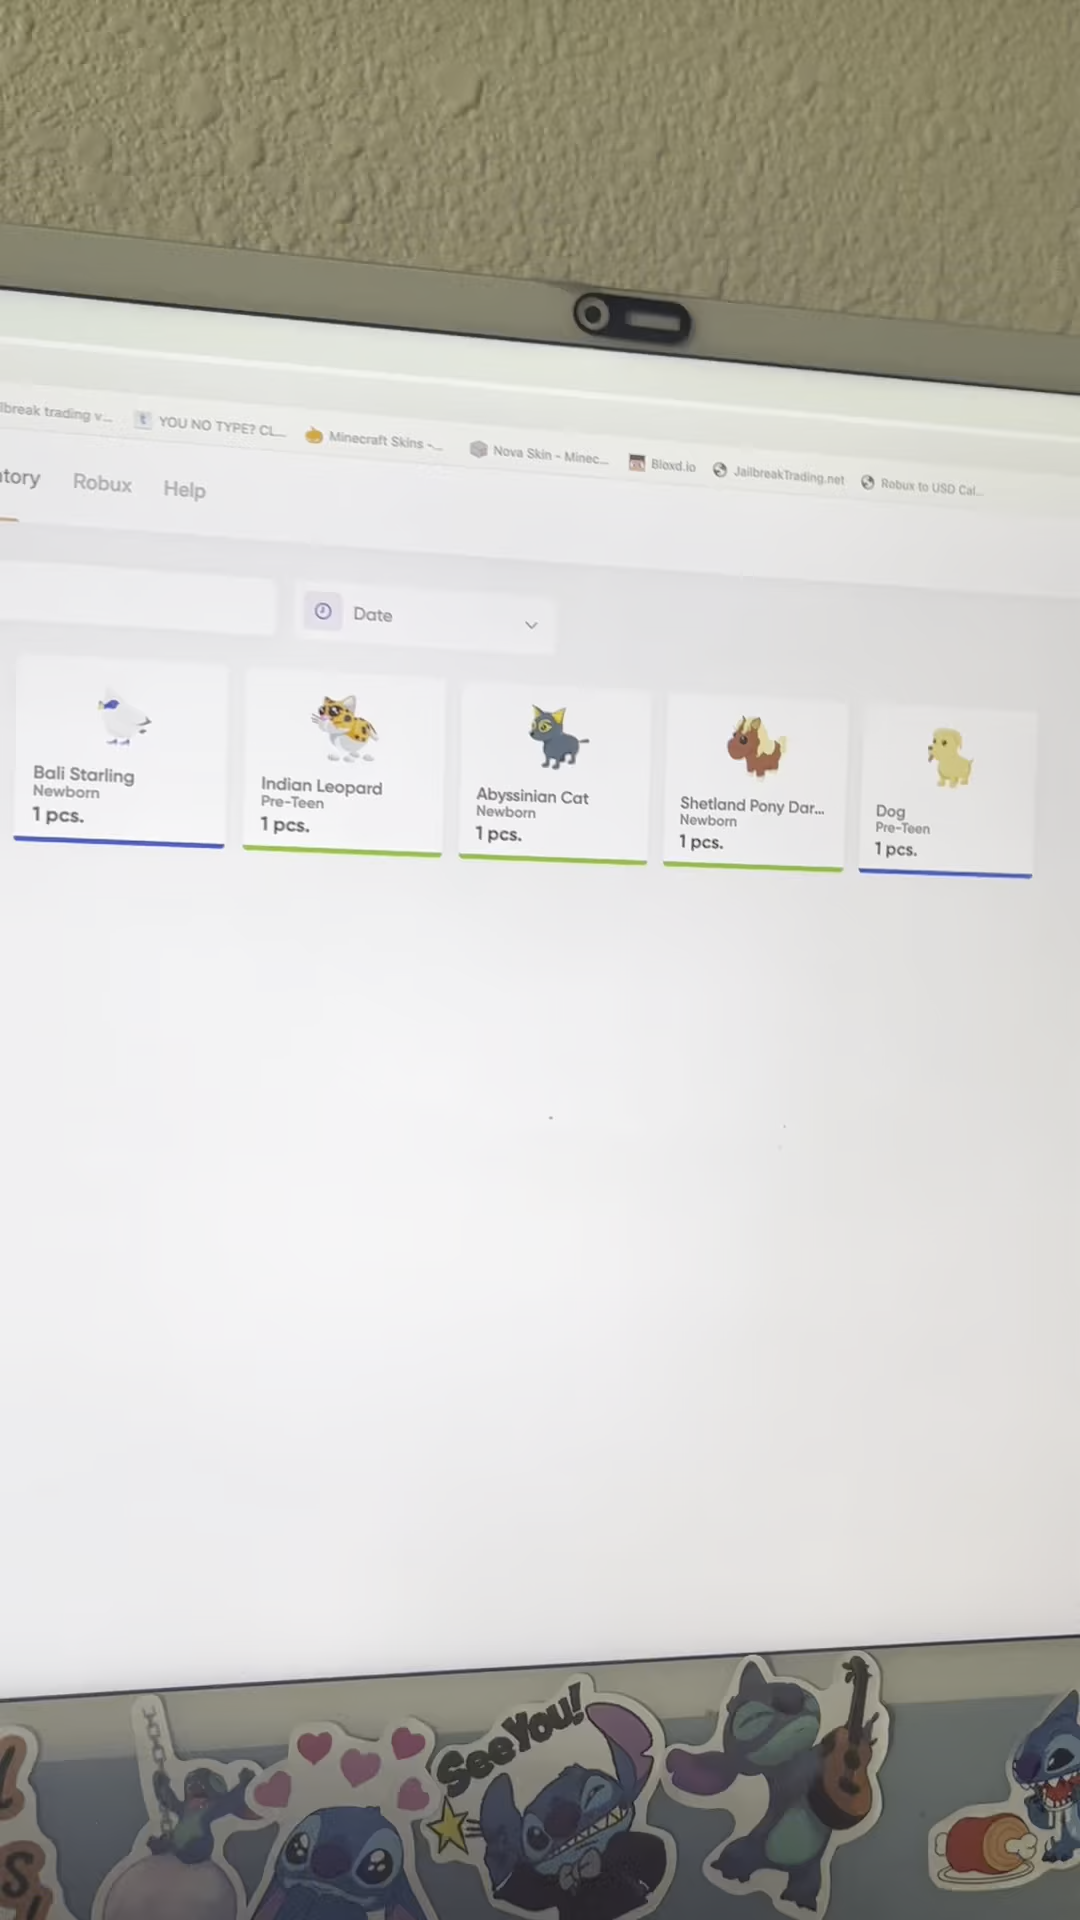 lbreak trading v...
YOU NO TYPE? CL...
Minecraft Skins -...
Nova Skin - Minec...
Bloxd.io
JailbreakTrading.net
Robux to USD Cal...
tory
Robux
Help
Date
Bali Starling
Newborn
1 pcs.
Indian Leopard
Pre-Teen
1 pcs.
Abyssinian Cat
Newborn
1 pcs.
Shetland Pony Dar...
Newborn
1 pcs.
Dog
Pre-Teen
1 pcs.
See You!